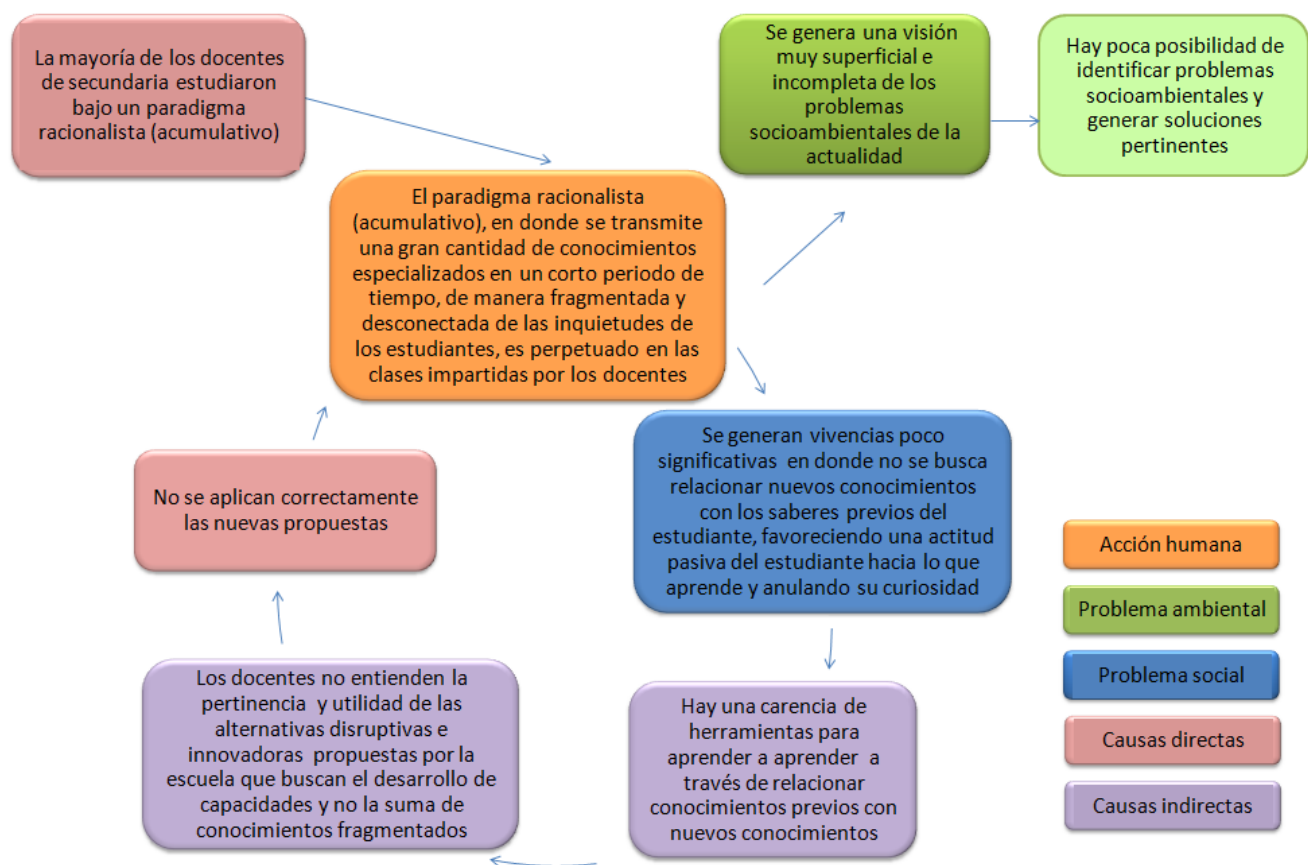 La mayoría de los docentes
de secundaria estudiaron
bajo un paradigma
racionalista (acumulativo)
Se genera una visión
muy superficial e
incompleta de los
problemas
socioambientales de la
actualidad
Hay poca posibilidad de
identificar problemas
socioambientales y
generar soluciones
pertinentes
El paradigma racionalista
(acumulativo), en donde se transmite
una gran cantidad de conocimientos
especializados en un corto periodo de
tiempo, de manera fragmentada y
desconectada de las inquietudes de
los estudiantes, es perpetuado en las
clases impartidas por los docentes
Se generan vivencias poco
significativas en donde no se busca
relacionar nuevos conocimientos
con los saberes previos del
estudiante, favoreciendo una actitud
pasiva del estudiante hacia lo que
aprende y anulando su curiosidad
No se aplican correctamente
las nuevas propuestas
Los docentes no entienden la
pertinencia y utilidad de las
alternativas disruptivas e
innovadoras propuestas por la
escuela que buscan el desarrollo de
capacidades y no la suma de
conocimientos fragmentados
Hay una carencia de
herramientas para
aprender a aprender a
través de relacionar
conocimientos previos con
nuevos conocimientos
Acción humana
Problema ambiental
Problema social
Causas directas
Causas indirectas